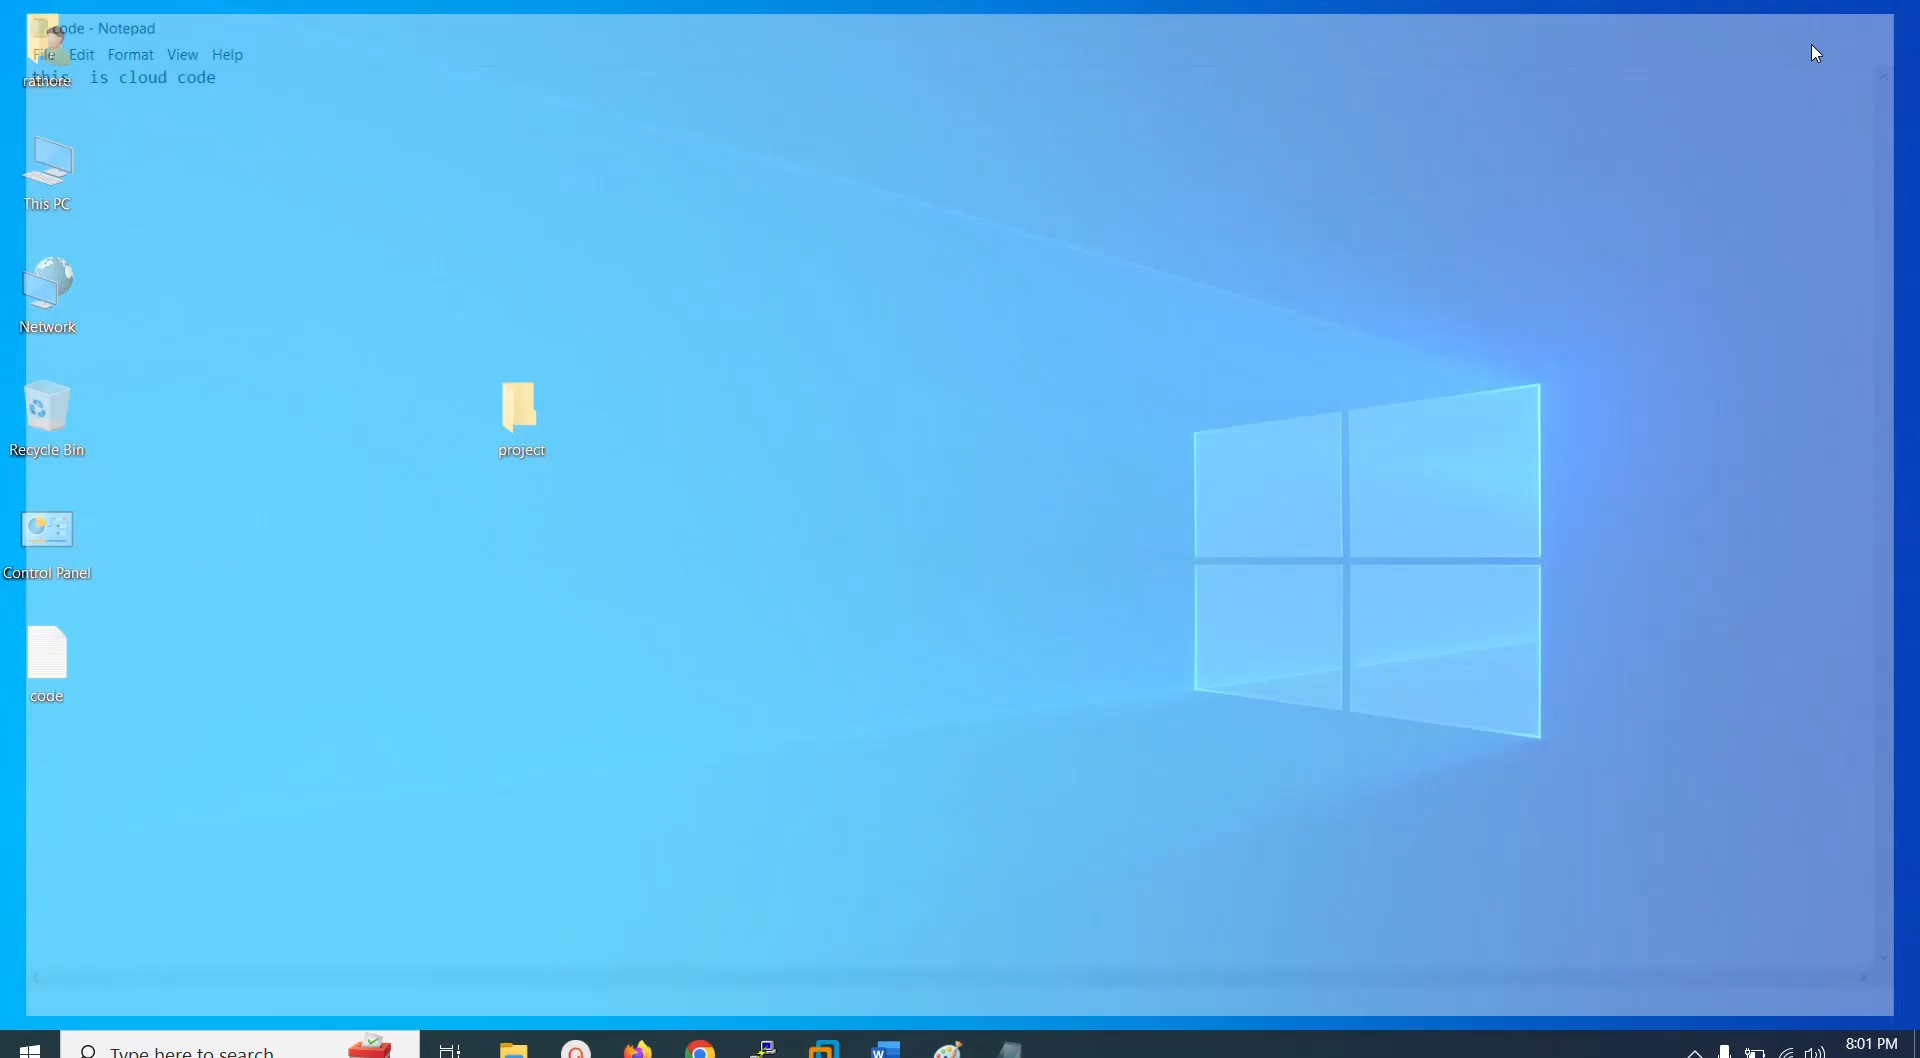 code - Notepad
File Edit Format View Help
this is cloud code
rathore
This PC
Network
Recycle Bin
project
Control Panel
code
Type here to search
8:01 PM